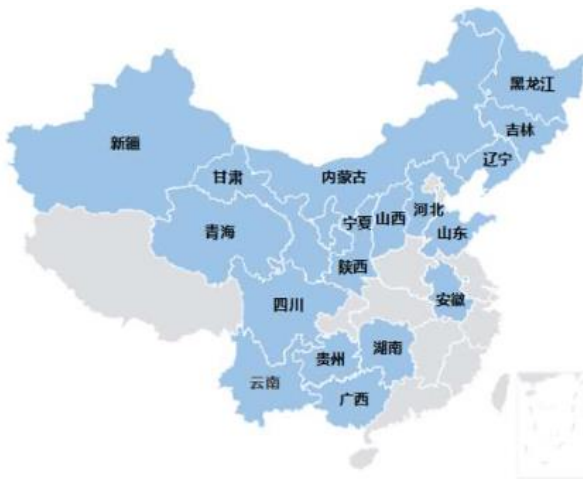 黑龙江
吉林
辽宁
新疆
甘肃
内蒙古
宁夏
山西
河北
青海
山东
陕西
四川
安徽
贵州
湖南
云南
广西